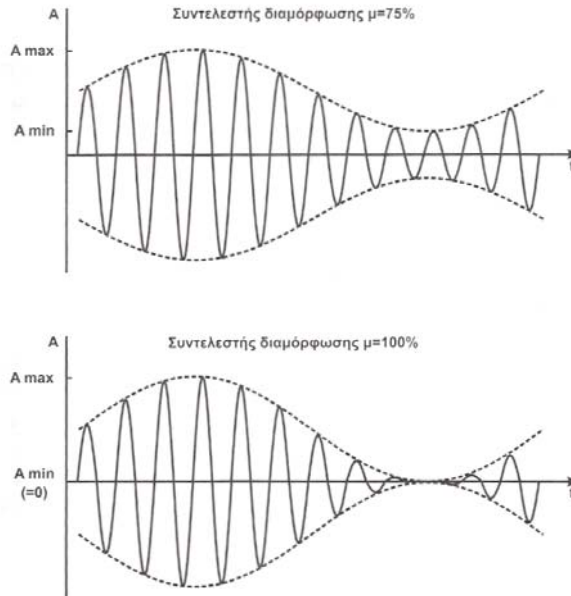 A
Συντελεστής διαμόρφωσης μ=75%
A max
A min
t
A
Συντελεστής διαμόρφωσης μ=100%
A max
A min
(=0)